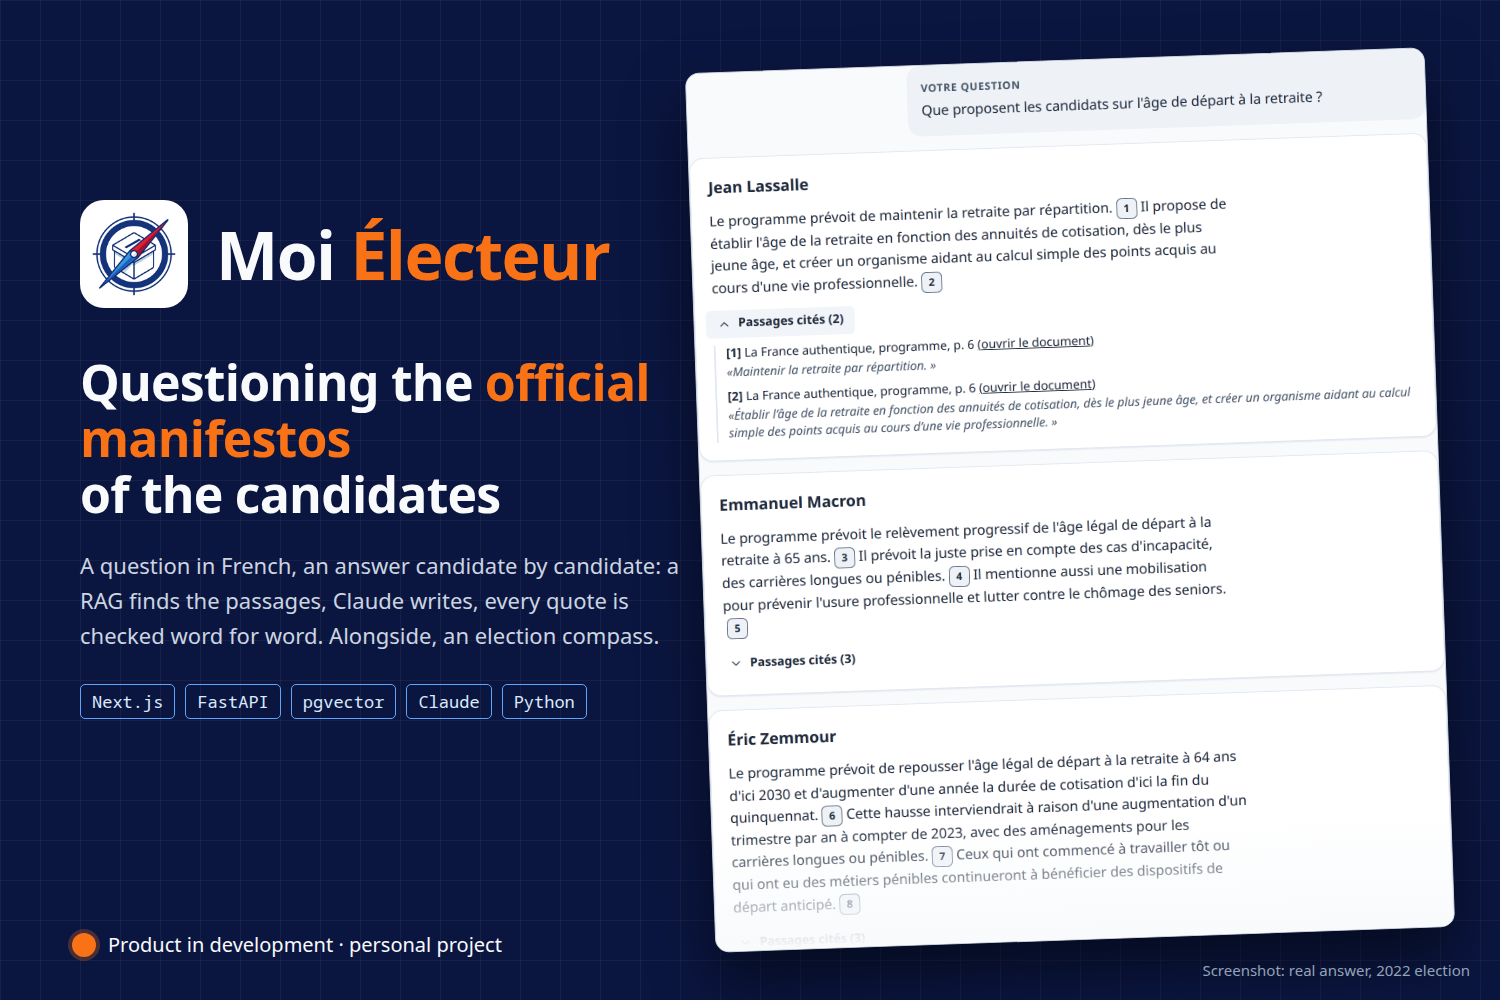 Moi Électeur
Questioning the official
manifestos
of the candidates
A question in French, an answer candidate by candidate: a
RAG finds the passages, Claude writes, every quote is
checked word for word. Alongside, an election compass.
Next.js
FastAPI
pgvector
Claude
Python
Product in development · personal project
VOTRE QUESTION
Que proposent les candidats sur l'âge de départ à la retraite ?
Jean Lassalle
Le programme prévoit de maintenir la retraite par répartition. 1 Il propose de
établir l'âge de la retraite en fonction des annuités de cotisation, dès le plus
jeune âge, et créer un organisme aidant au calcul simple des points acquis au
cours d'une vie professionnelle. 2
Passages cités (2)
[1] La France authentique, programme, p. 6 (ouvrir le document)
«Maintenir la retraite par répartition. »
[2] La France authentique, programme, p. 6 (ouvrir le document)
«Établir l'âge de la retraite en fonction des annuités de cotisation, dès le plus jeune âge, et créer un organisme aidant au calcul
simple des points acquis au cours d'une vie professionnelle. »
Emmanuel Macron
Le programme prévoit le relèvement progressif de l'âge légal de départ à la
retraite à 65 ans. 3 Il prévoit la juste prise en compte des cas d'incapacité,
des carrières longues ou pénibles. 4 Il mentionne aussi une mobilisation
pour prévenir l'usure professionnelle et lutter contre le chômage des seniors.
5
Passages cités (3)
Éric Zemmour
Le programme prévoit de repousser l'âge légal de départ à la retraite à 64 ans
d'ici 2030 et d'augmenter d'une année la durée de cotisation d'ici la fin du
quinquennat. 6 Cette hausse interviendrait à raison d'une augmentation d'un
trimestre par an à compter de 2023, avec des aménagements pour les
carrières longues ou pénibles. 7 Ceux qui ont commencé à travailler tôt ou
qui ont eu des métiers pénibles continueront à bénéficier des dispositifs de
départ anticipé. 8
Passages cités (3)
Screenshot: real answer, 2022 election